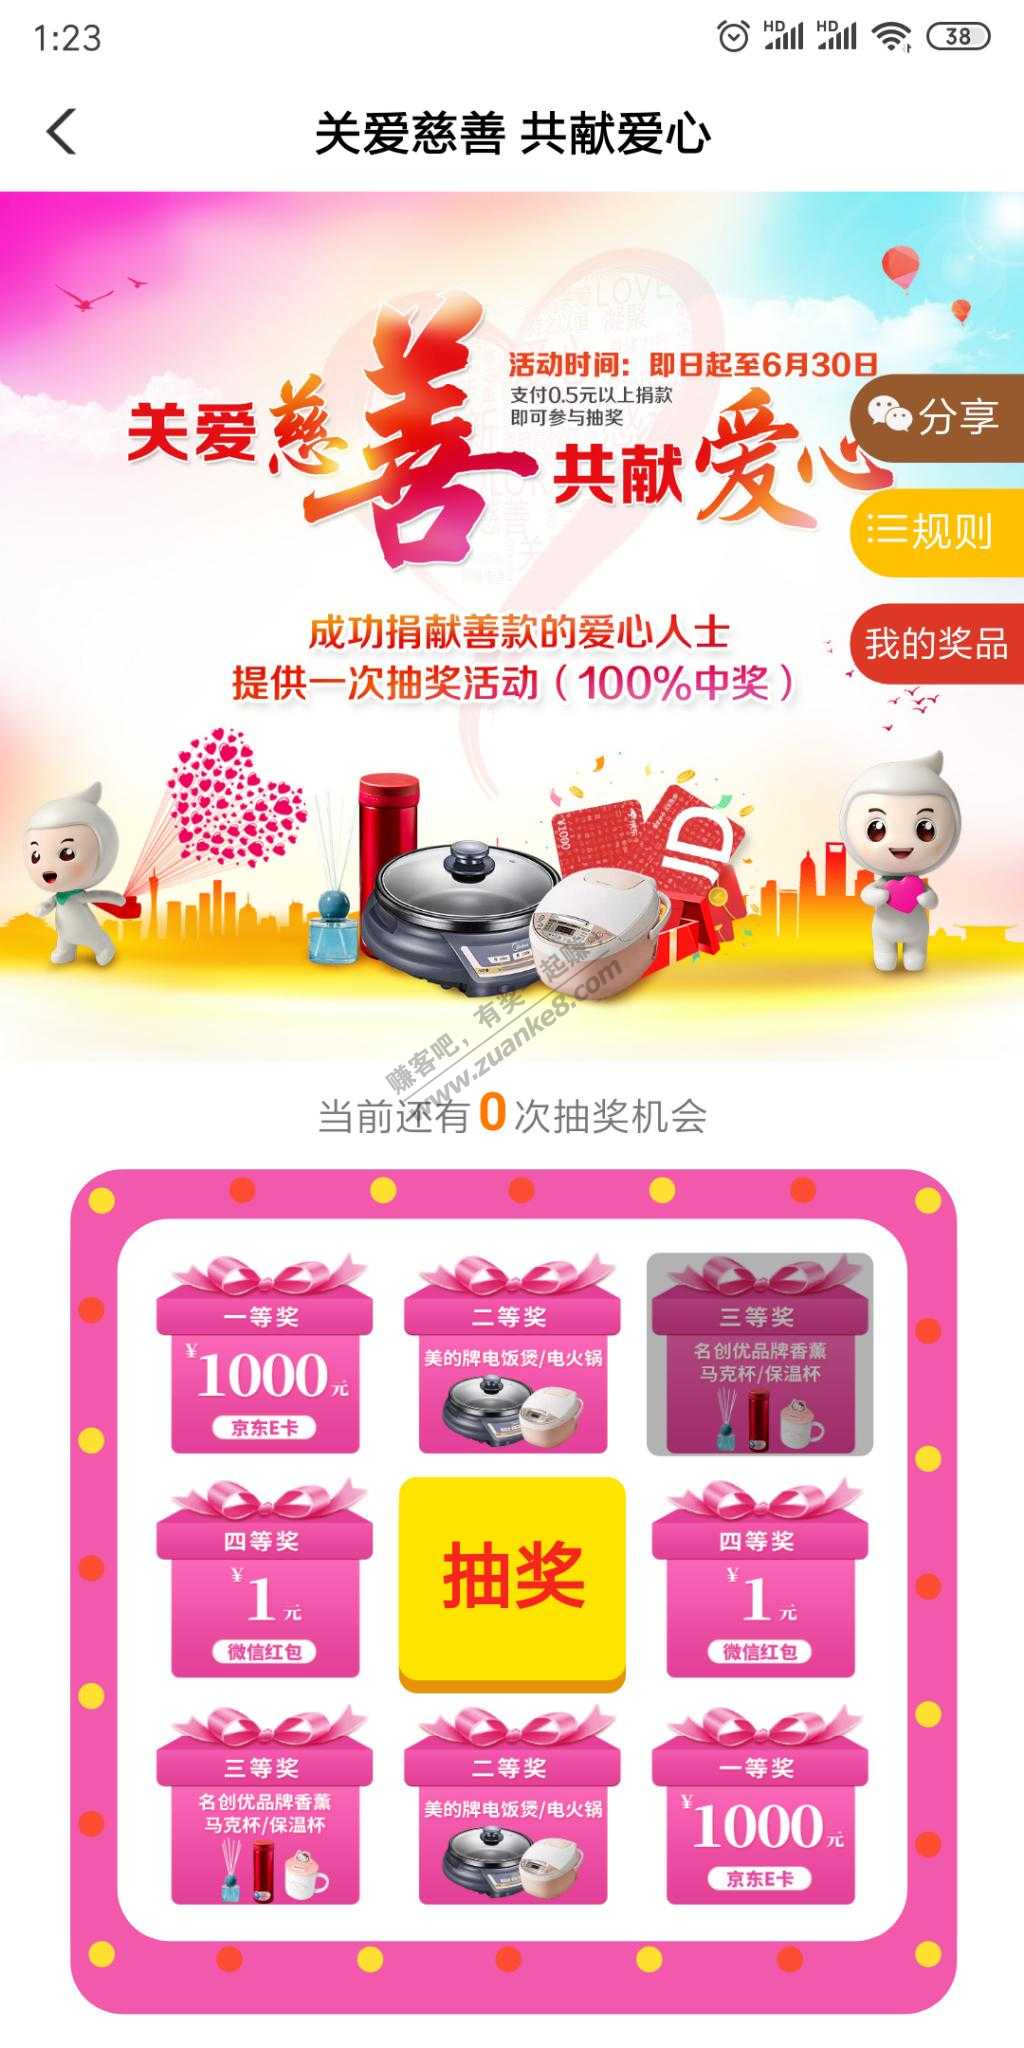 1:23
HD HD 38
关爱慈善 共献爱心
活动时间：即日起至6月30日
支付0.5元以上捐款
即可参与抽奖
关爱慈善 共献爱心
分享
规则
我的奖品
成功捐献善款的爱心人士
提供一次抽奖活动（100%中奖）
LOVE
¥1000
JD
赚客吧，有奖一起赚
www.zuanke8.com
当前还有0次抽奖机会
一等奖
¥1000元
京东E卡
二等奖
美的牌电饭煲/电火锅
三等奖
名创优品牌香薰
马克杯/保温杯
四等奖
¥1元
微信红包
抽奖
四等奖
¥1元
微信红包
三等奖
名创优品牌香薰
马克杯/保温杯
二等奖
美的牌电饭煲/电火锅
一等奖
¥1000元
京东E卡